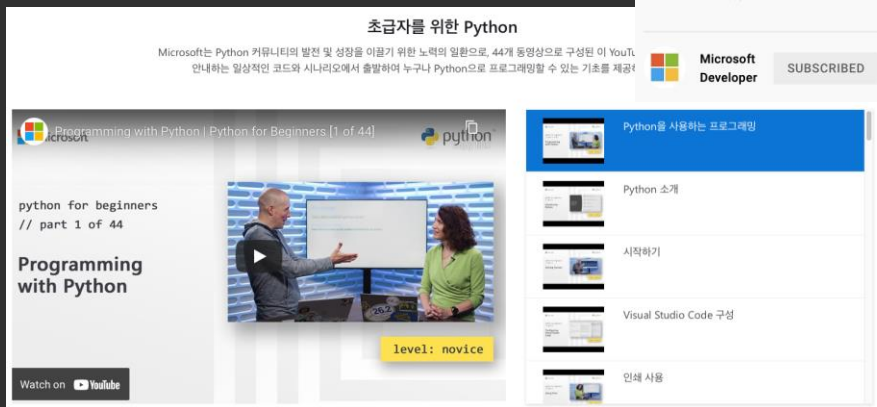 초급자를 위한 Python
Microsoft는 Python 커뮤니티의 발전 및 성장을 이끌기 위한 노력의 일환으로, 44개 동영상으로 구성된 이 YouTu
안내하는 일상적인 코드와 시나리오에서 출발하여 누구나 Python으로 프로그래밍할 수 있는 기초를 제공하
Microsoft
Developer
SUBSCRIBED
Programming with Python | Python for Beginners [1 of 44]
Microsoft
python
python for beginners
// part 1 of 44
Programming
with Python
level: novice
Watch on YouTube
Python을 사용하는 프로그래밍
Python 소개
시작하기
Visual Studio Code 구성
인쇄 사용